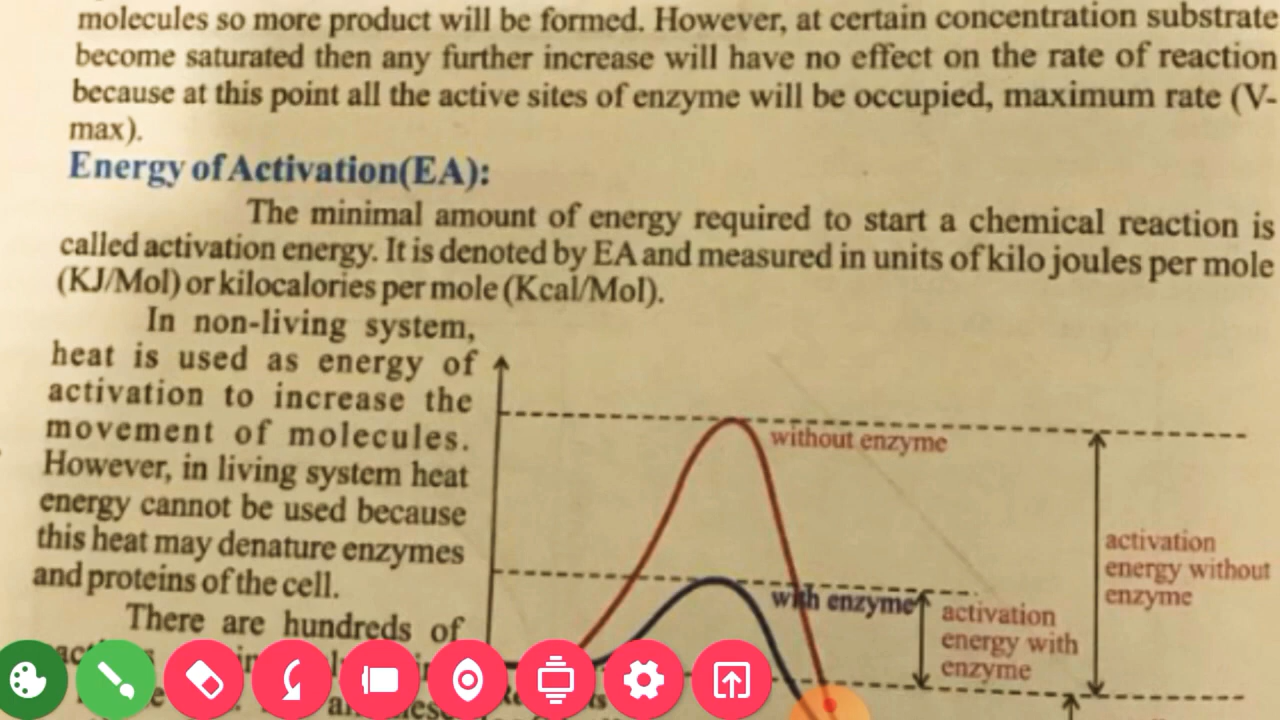 molecules so more product will be formed. However, at certain concentration substrate
become saturated then any further increase will have no effect on the rate of reaction
because at this point all the active sites of enzyme will be occupied, maximum rate (V-
max).
Energy of Activation(EA):
The minimal amount of energy required to start a chemical reaction is
called activation energy. It is denoted by EA and measured in units of kilo joules per mole
(KJ/Mol) or kilocalories per mole (Kcal/Mol).
In non-living system,
heat is used as energy of
activation to increase the
movement of molecules.
However, in living system heat
energy cannot be used because
this heat may denature enzymes
and proteins of the cell.
There are hundreds of
without enzyme
with enzyme
activation
energy with
enzyme
activation
energy without
enzyme